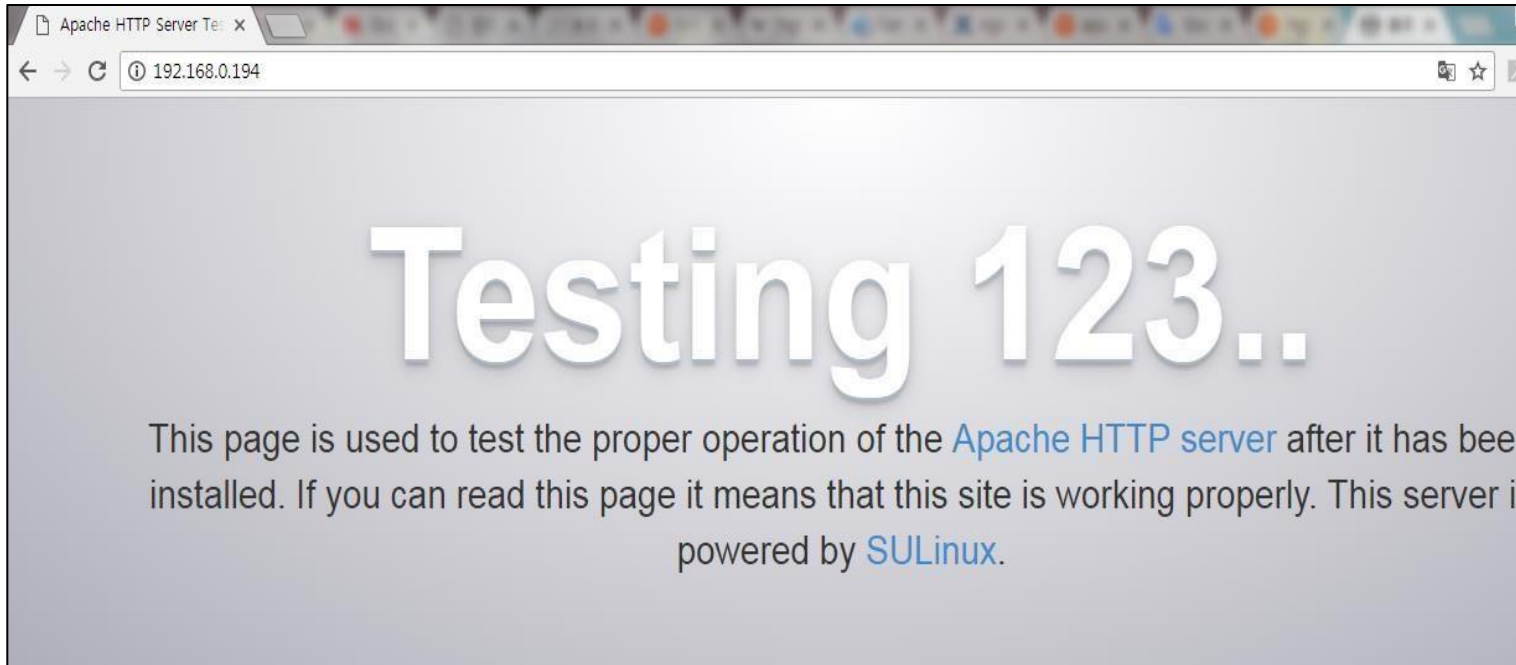 Apache HTTP Server Tes
192.168.0.194
Testing 123..
This page is used to test the proper operation of the Apache HTTP server after it has bee
installed. If you can read this page it means that this site is working properly. This server i
powered by SULinux.